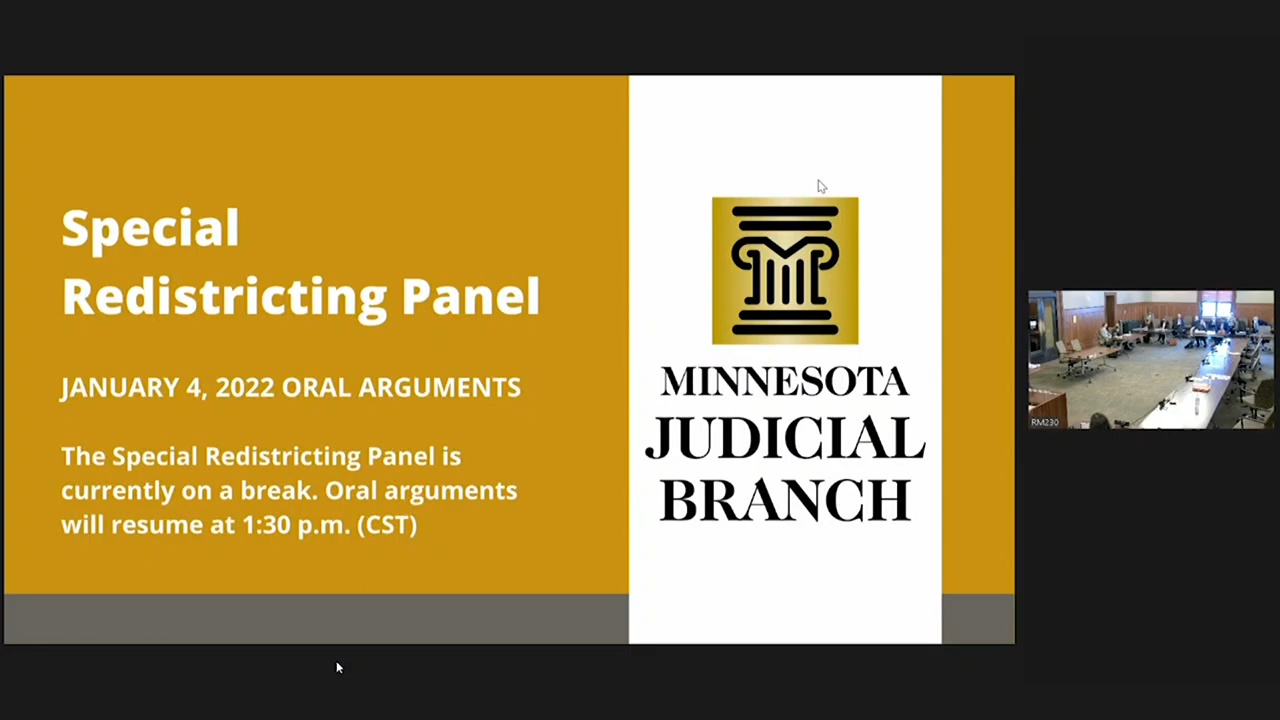 Special
Redistricting Panel
JANUARY 4, 2022 ORAL ARGUMENTS
The Special Redistricting Panel is
currently on a break. Oral arguments
will resume at 1:30 p.m. (CST)
MINNESOTA
JUDICIAL
BRANCH
RM230